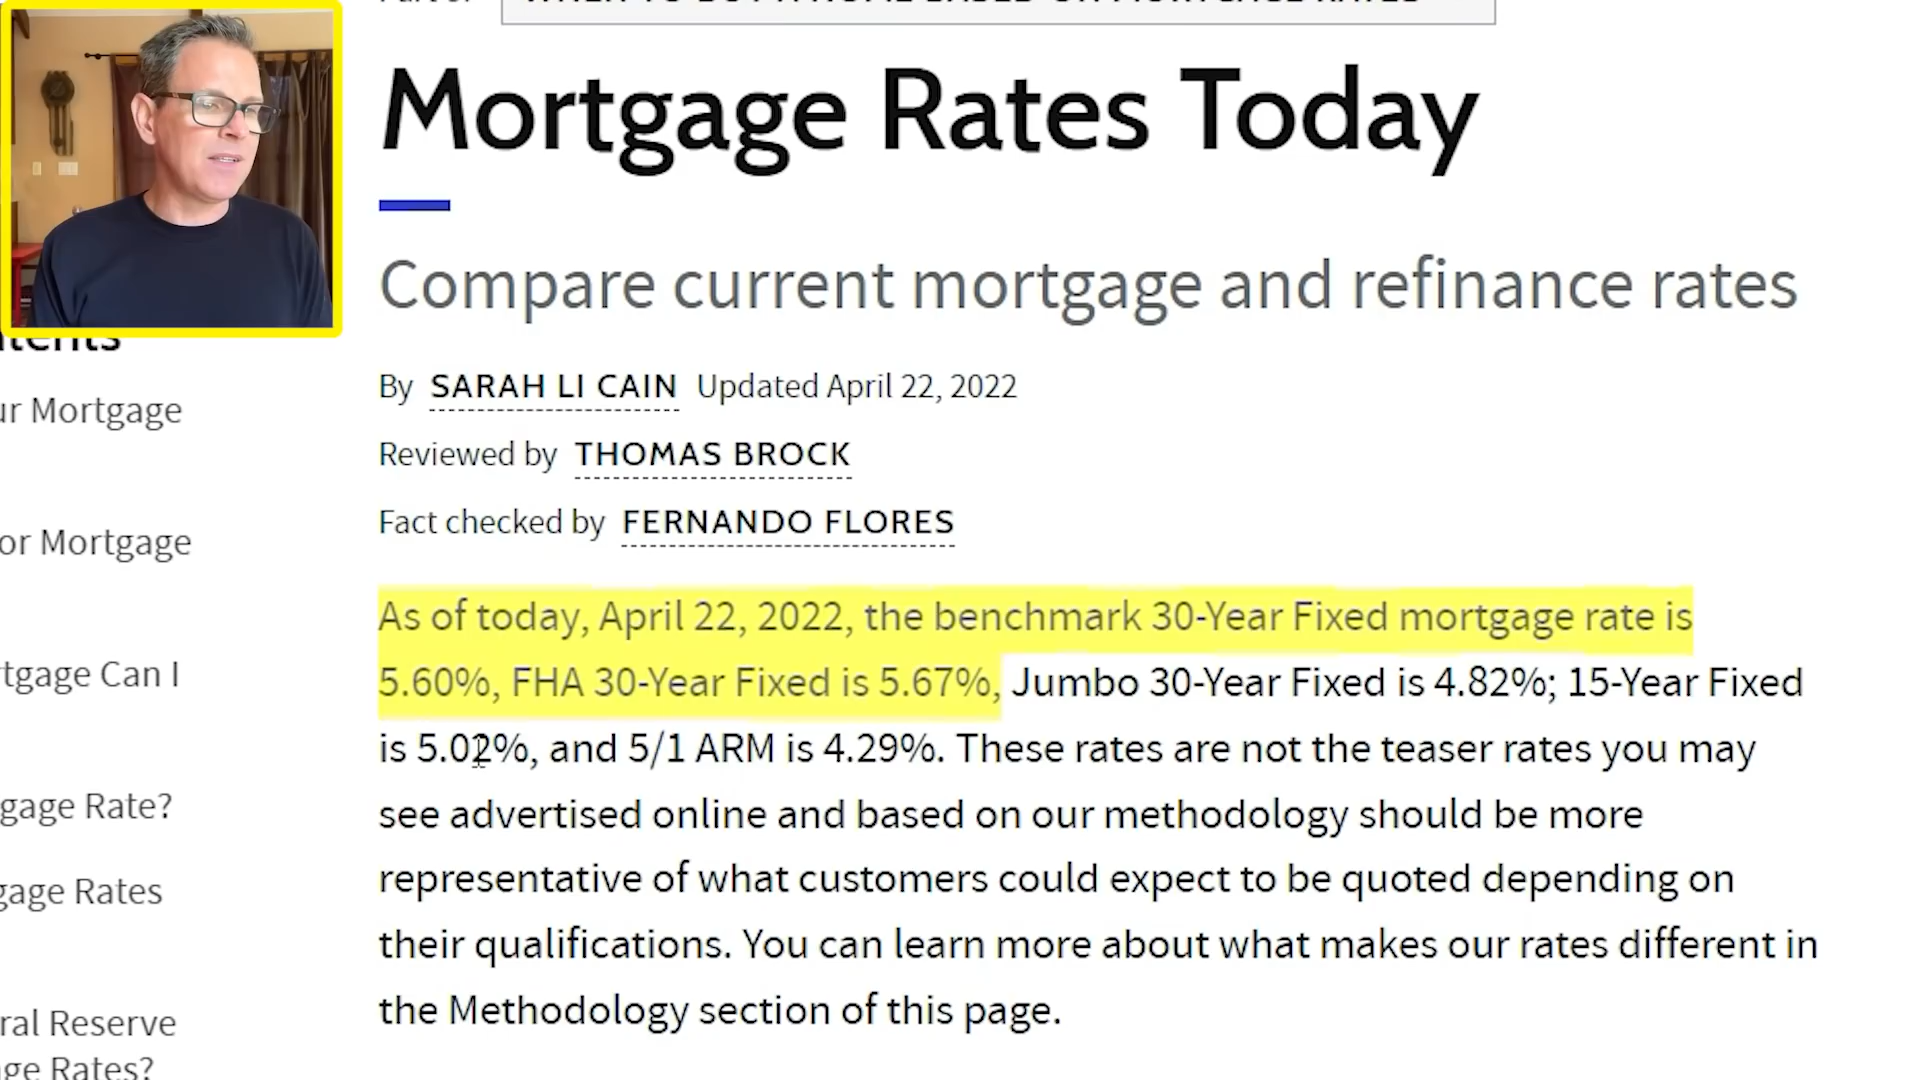 Mortgage Rates Today
Compare current mortgage and refinance rates
By SARAH LI CAIN Updated April 22, 2022
Reviewed by THOMAS BROCK
Fact checked by FERNANDO FLORES
As of today, April 22, 2022, the benchmark 30-Year Fixed mortgage rate is
5.60%, FHA 30-Year Fixed is 5.67%, Jumbo 30-Year Fixed is 4.82%; 15-Year Fixed
is 5.02%, and 5/1 ARM is 4.29%. These rates are not the teaser rates you may
see advertised online and based on our methodology should be more
representative of what customers could expect to be quoted depending on
their qualifications. You can learn more about what makes our rates different in
the Methodology section of this page.
Mortgage
or Mortgage
Can I
Rate?
Rates
Reserve
Rates?